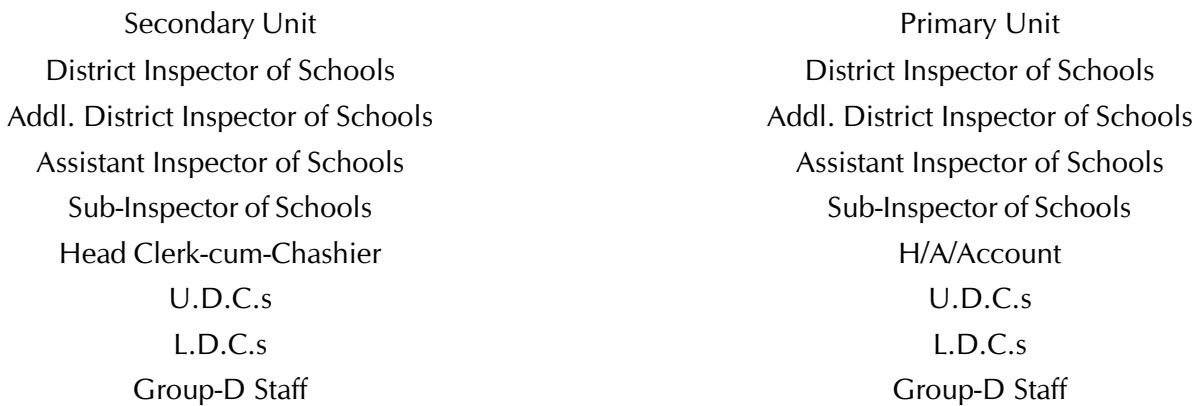 Secondary Unit
District Inspector of Schools
Addl. District Inspector of Schools
Assistant Inspector of Schools
Sub-Inspector of Schools
Head Clerk-cum-Chashier
U.D.C.s
L.D.C.s
Group-D Staff
Primary Unit
District Inspector of Schools
Addl. District Inspector of Schools
Assistant Inspector of Schools
Sub-Inspector of Schools
H/A/Account
U.D.C.s
L.D.C.s
Group-D Staff